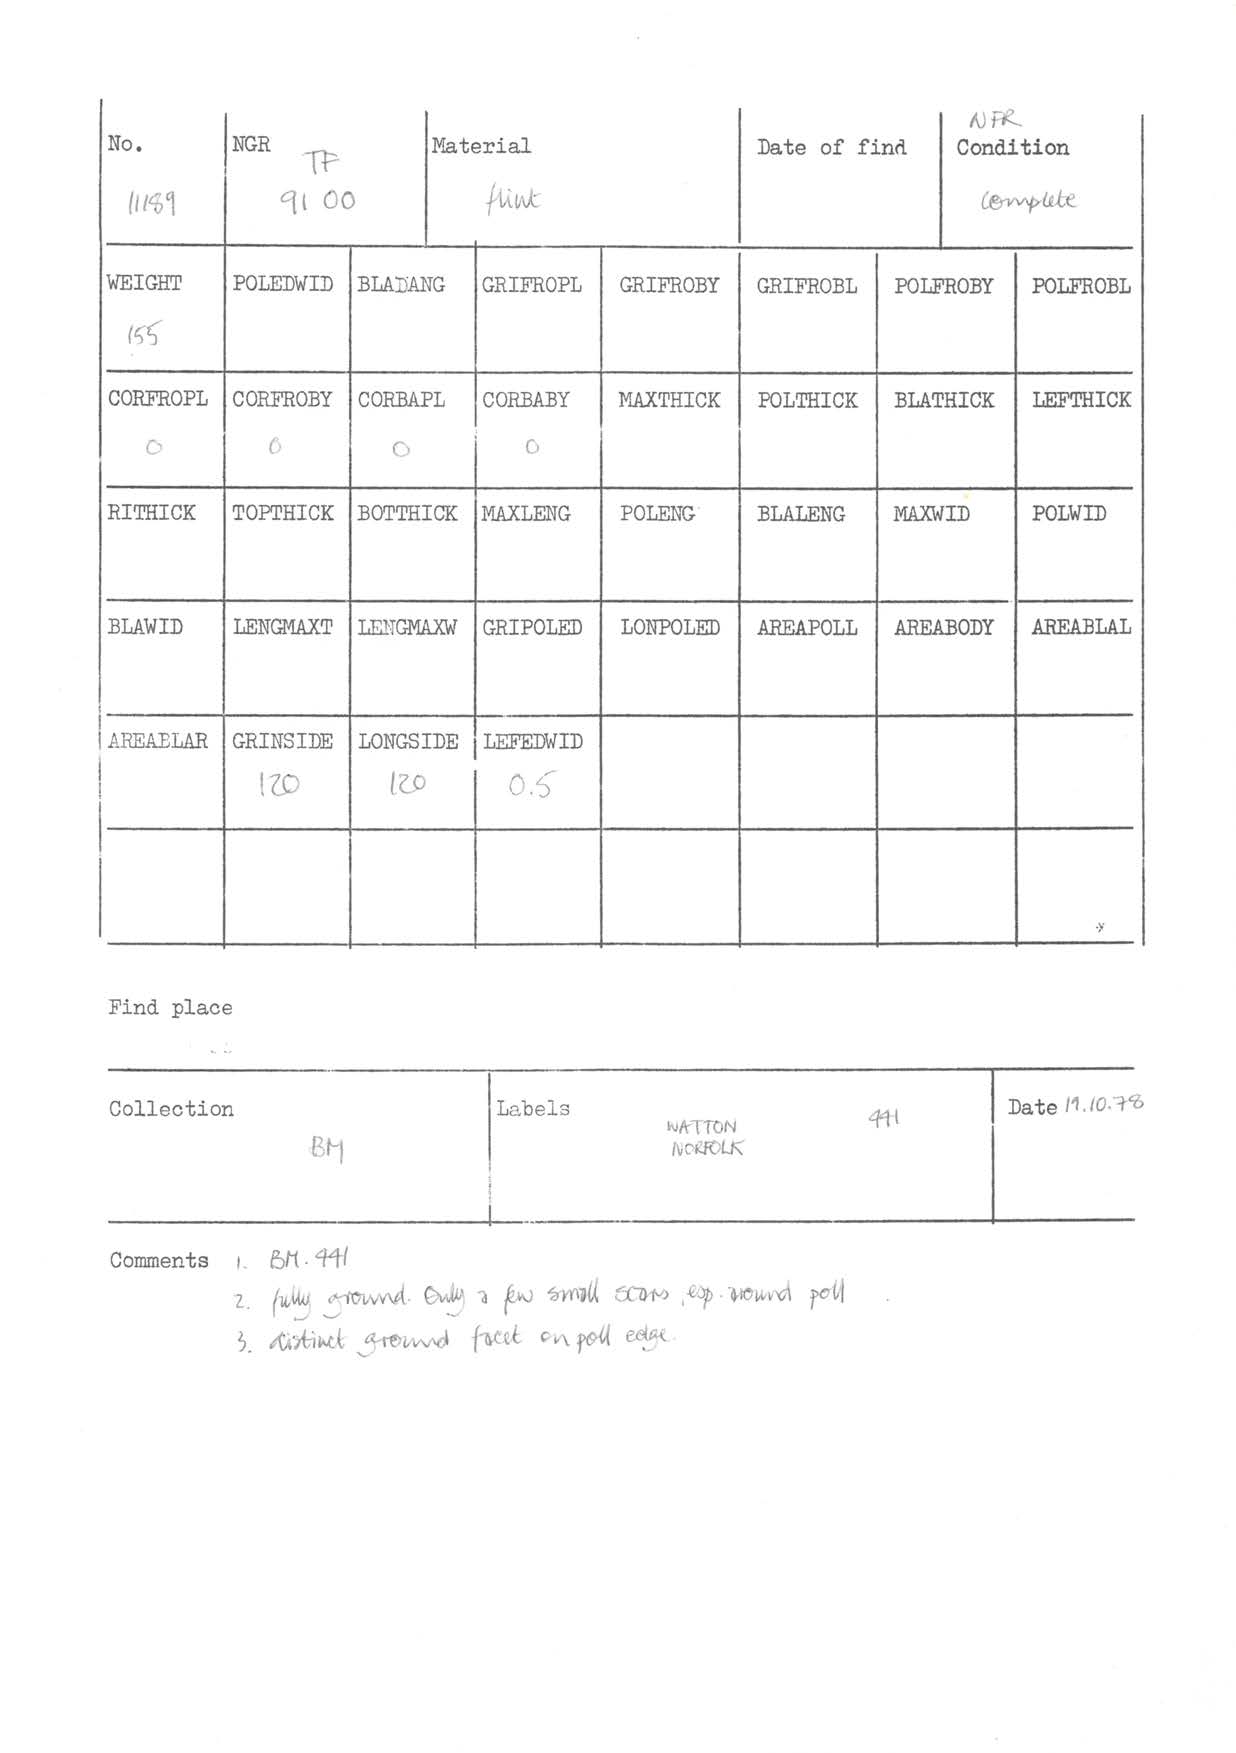 NFR
No. NGR Material Date of find Condition
TF
11189 91 00 flint complete
WEIGHT POLEDWID BLADANG GRIFROPL GRIFROBY GRIFROBL POLFROBY POLFROBL
155
CORFROPL CORFROBY CORBAPL CORBABY MAXTHICK POLTHICK BLATHICK LEFTHICK
0 0 0 0
RITHICK TOPTHICK BOTTHICK MAXLENG POLENG BLALENG MAXWID POLWID
BLAWID LENGMAXT LENGMAXW GRIPOLED LONPOLED AREAPOLL AREABODY AREABLAL
AREABLAR GRINSIDE LONGSIDE LEFEDWID
120 120 0.5
Find place
Collection Labels Date 19.10.78
WATTON 441
BM NORFOLK
Comments 1. BM. 441
2. fully ground. Only a few small scars, esp. around poll
3. distinct ground facet on poll edge.